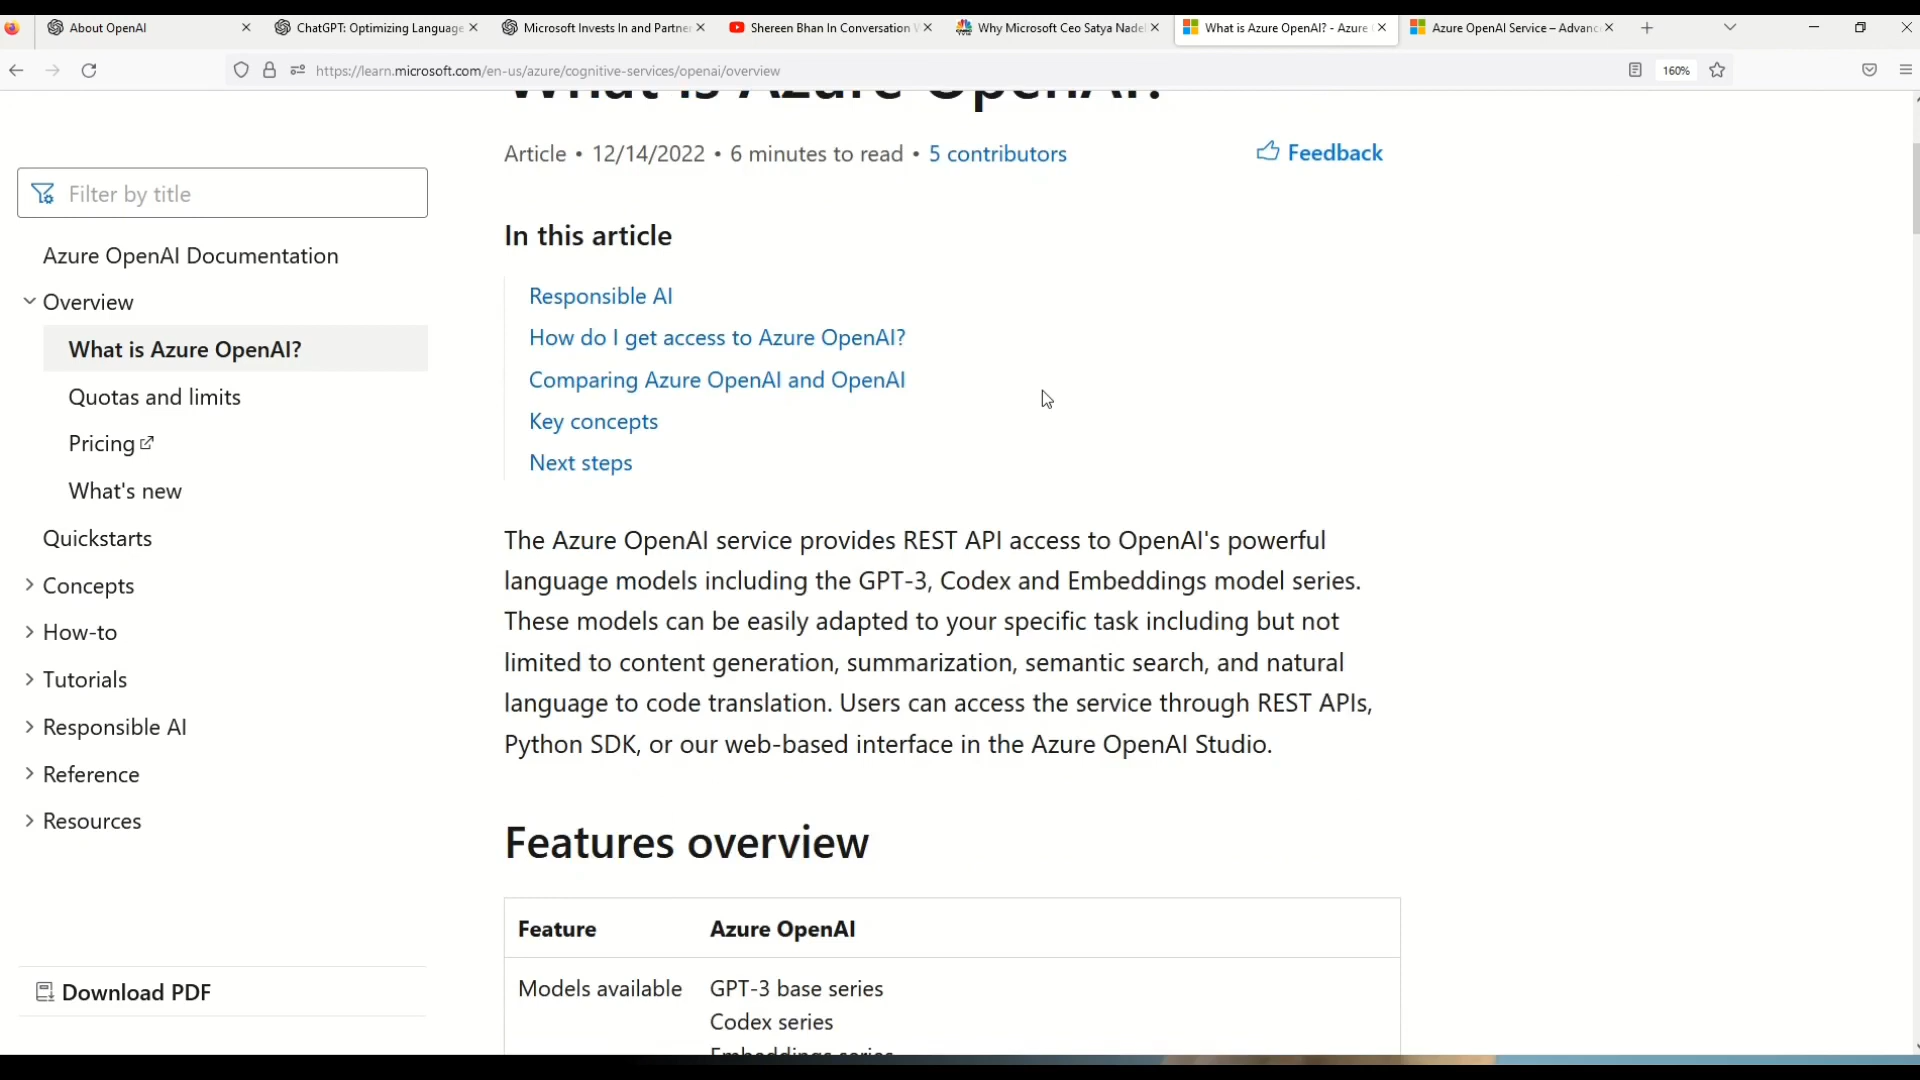 About OpenAI
ChatGPT: Optimizing Language
Microsoft Invests In and Partner
Shereen Bhan In Conversation
Why Microsoft Ceo Satya Nade
What is Azure OpenAI? - Azure
Azure OpenAI Service – Advanc
https://learn.microsoft.com/en-us/azure/cognitive-services/openai/overview
160%
What is Azure OpenAI?
Article • 12/14/2022 • 6 minutes to read • 5 contributors
Feedback
Filter by title
Azure OpenAI Documentation
Overview
What is Azure OpenAI?
Quotas and limits
Pricing
What's new
Quickstarts
Concepts
How-to
Tutorials
Responsible AI
Reference
Resources
Download PDF
In this article
Responsible AI
How do I get access to Azure OpenAI?
Comparing Azure OpenAI and OpenAI
Key concepts
Next steps
The Azure OpenAI service provides REST API access to OpenAI's powerful
language models including the GPT-3, Codex and Embeddings model series.
These models can be easily adapted to your specific task including but not
limited to content generation, summarization, semantic search, and natural
language to code translation. Users can access the service through REST APIs,
Python SDK, or our web-based interface in the Azure OpenAI Studio.
Features overview
Feature Azure OpenAI
Models available GPT-3 base series
Codex series
Embeddings series